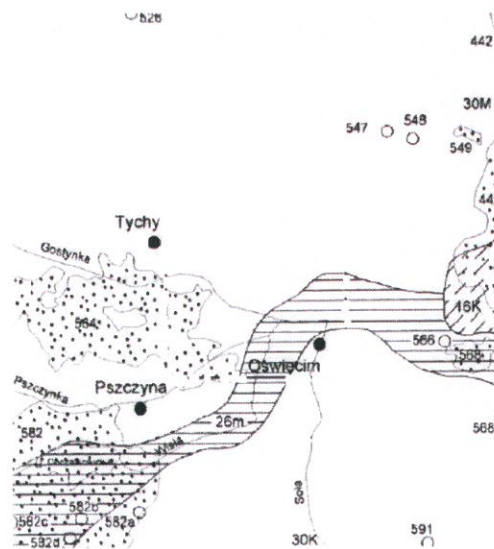 526
442
30M
547
548
549
44
Tychy
Gostynka
564
16K
566
568
Oświęcim
Pszczynka
Pszczyna
582
26m
Wisła
568
Soła
582b
582c
582a
582d
30K
591